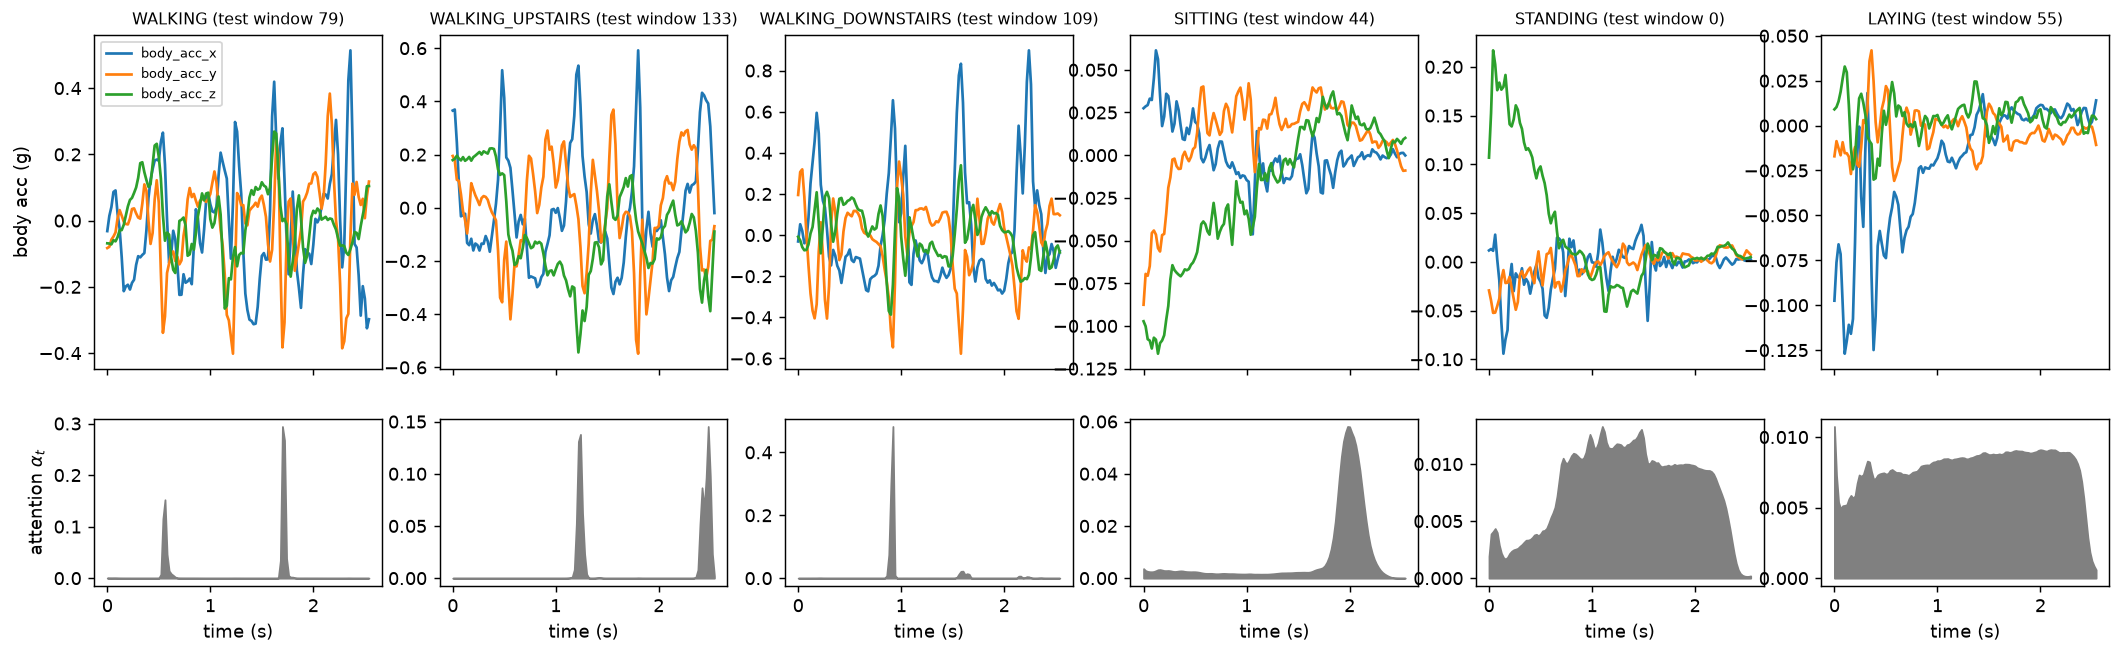 WALKING (test window 79)
WALKING_UPSTAIRS (test window 133)
WALKING_DOWNSTAIRS (test window 109)
SITTING (test window 44)
STANDING (test window 0)
LAYING (test window 55)
body acc (g)
0.4
0.2
0.0
−0.2
−0.4
body_acc_x
body_acc_y
body_acc_z
0.6
0.4
0.2
0.0
−0.2
−0.4
−0.6
0.8
0.6
0.4
0.2
0.0
−0.2
−0.4
−0.6
0.050
0.025
0.000
−0.025
−0.050
−0.075
−0.100
−0.125
0.20
0.15
0.10
0.05
0.00
−0.05
−0.10
0.050
0.025
0.000
−0.025
−0.050
−0.075
−0.100
−0.125
attention αt
0.3
0.2
0.1
0.0
0.15
0.10
0.05
0.00
0.4
0.2
0.0
0.06
0.04
0.02
0.00
0.010
0.005
0.000
0.010
0.005
0.000
0 1 2
0 1 2
0 1 2
0 1 2
0 1 2
0 1 2
time (s)
time (s)
time (s)
time (s)
time (s)
time (s)